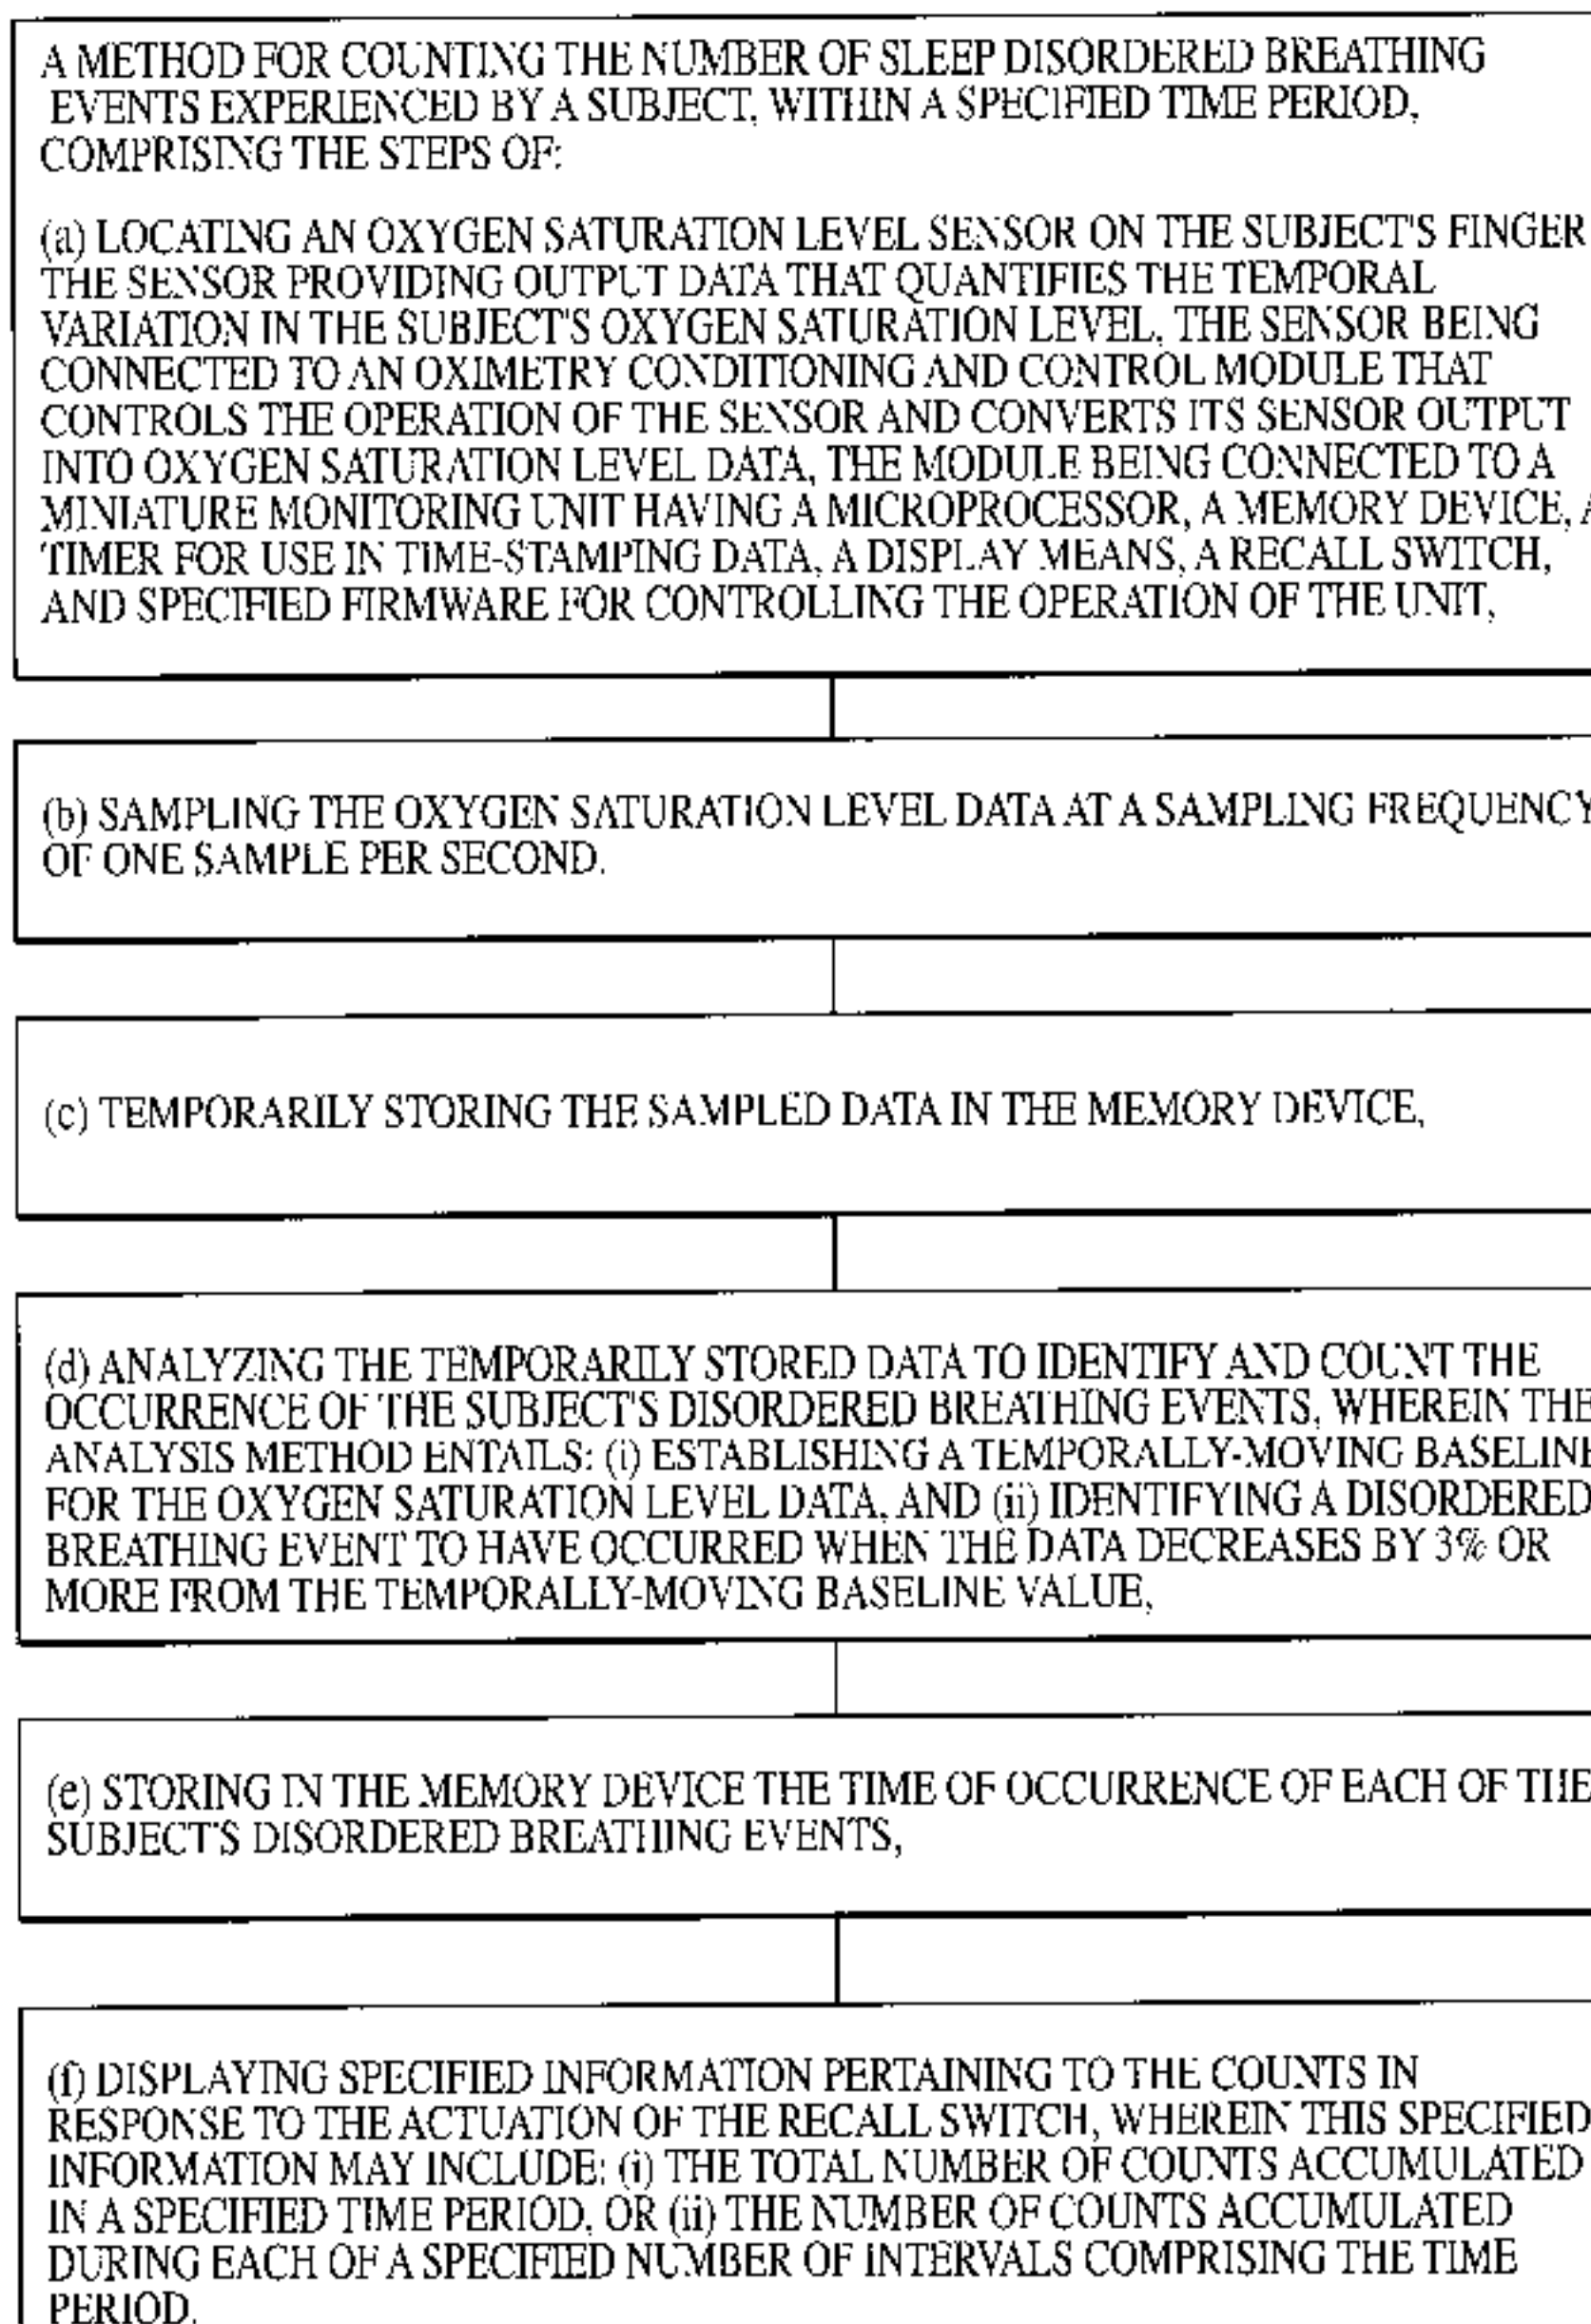 A METHOD FOR COUNTING THE NUMBER OF SLEEP DISORDERED BREATHING
EVENTS EXPERIENCED BY A SUBJECT, WITHIN A SPECIFIED TIME PERIOD,
COMPRISING THE STEPS OF:
(a) LOCATING AN OXYGEN SATURATION LEVEL SENSOR ON THE SUBJECT'S FINGER
THE SENSOR PROVIDING OUTPUT DATA THAT QUANTIFIES THE TEMPORAL
VARIATION IN THE SUBJECT'S OXYGEN SATURATION LEVEL, THE SENSOR BEING
CONNECTED TO AN OXIMETRY CONDITIONING AND CONTROL MODULE THAT
CONTROLS THE OPERATION OF THE SENSOR AND CONVERTS ITS SENSOR OUTPUT
INTO OXYGEN SATURATION LEVEL DATA, THE MODULE BEING CONNECTED TO A
MINIATURE MONITORING UNIT HAVING A MICROPROCESSOR, A MEMORY DEVICE, A
TIMER FOR USE IN TIME-STAMPING DATA, A DISPLAY MEANS, A RECALL SWITCH,
AND SPECIFIED FIRMWARE FOR CONTROLLING THE OPERATION OF THE UNIT,
(b) SAMPLING THE OXYGEN SATURATION LEVEL DATA AT A SAMPLING FREQUENCY
OF ONE SAMPLE PER SECOND.
(c) TEMPORARILY STORING THE SAMPLED DATA IN THE MEMORY DEVICE,
(d) ANALYZING THE TEMPORARILY STORED DATA TO IDENTIFY AND COUNT THE
OCCURRENCE OF THE SUBJECT'S DISORDERED BREATHING EVENTS, WHEREIN THE
ANALYSIS METHOD ENTAILS: (i) ESTABLISHING A TEMPORALLY-MOVING BASELINE
FOR THE OXYGEN SATURATION LEVEL DATA, AND (ii) IDENTIFYING A DISORDERED
BREATHING EVENT TO HAVE OCCURRED WHEN THE DATA DECREASES BY 3% OR
MORE FROM THE TEMPORALLY-MOVING BASELINE VALUE,
(e) STORING IN THE MEMORY DEVICE THE TIME OF OCCURRENCE OF EACH OF THE
SUBJECT'S DISORDERED BREATHING EVENTS,
(f) DISPLAYING SPECIFIED INFORMATION PERTAINING TO THE COUNTS IN
RESPONSE TO THE ACTUATION OF THE RECALL SWITCH, WHEREIN THIS SPECIFIED
INFORMATION MAY INCLUDE: (i) THE TOTAL NUMBER OF COUNTS ACCUMULATED
IN A SPECIFIED TIME PERIOD, OR (ii) THE NUMBER OF COUNTS ACCUMULATED
DURING EACH OF A SPECIFIED NUMBER OF INTERVALS COMPRISING THE TIME
PERIOD.